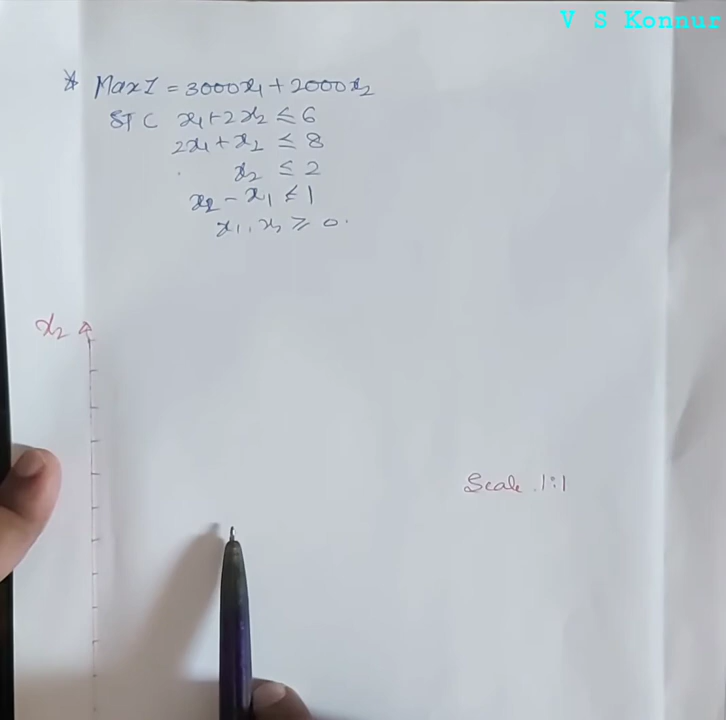 V S Konnur
* Max Z = 3000x₁ + 2000x₂
STC x₁ + 2x₂ ≤ 6
2x₁ + x₂ ≤ 8
x₂ ≤ 2
x₂ - x₁ ≤ 1
x₁, x₂ ≥ 0.
x₂
Scale 1:1